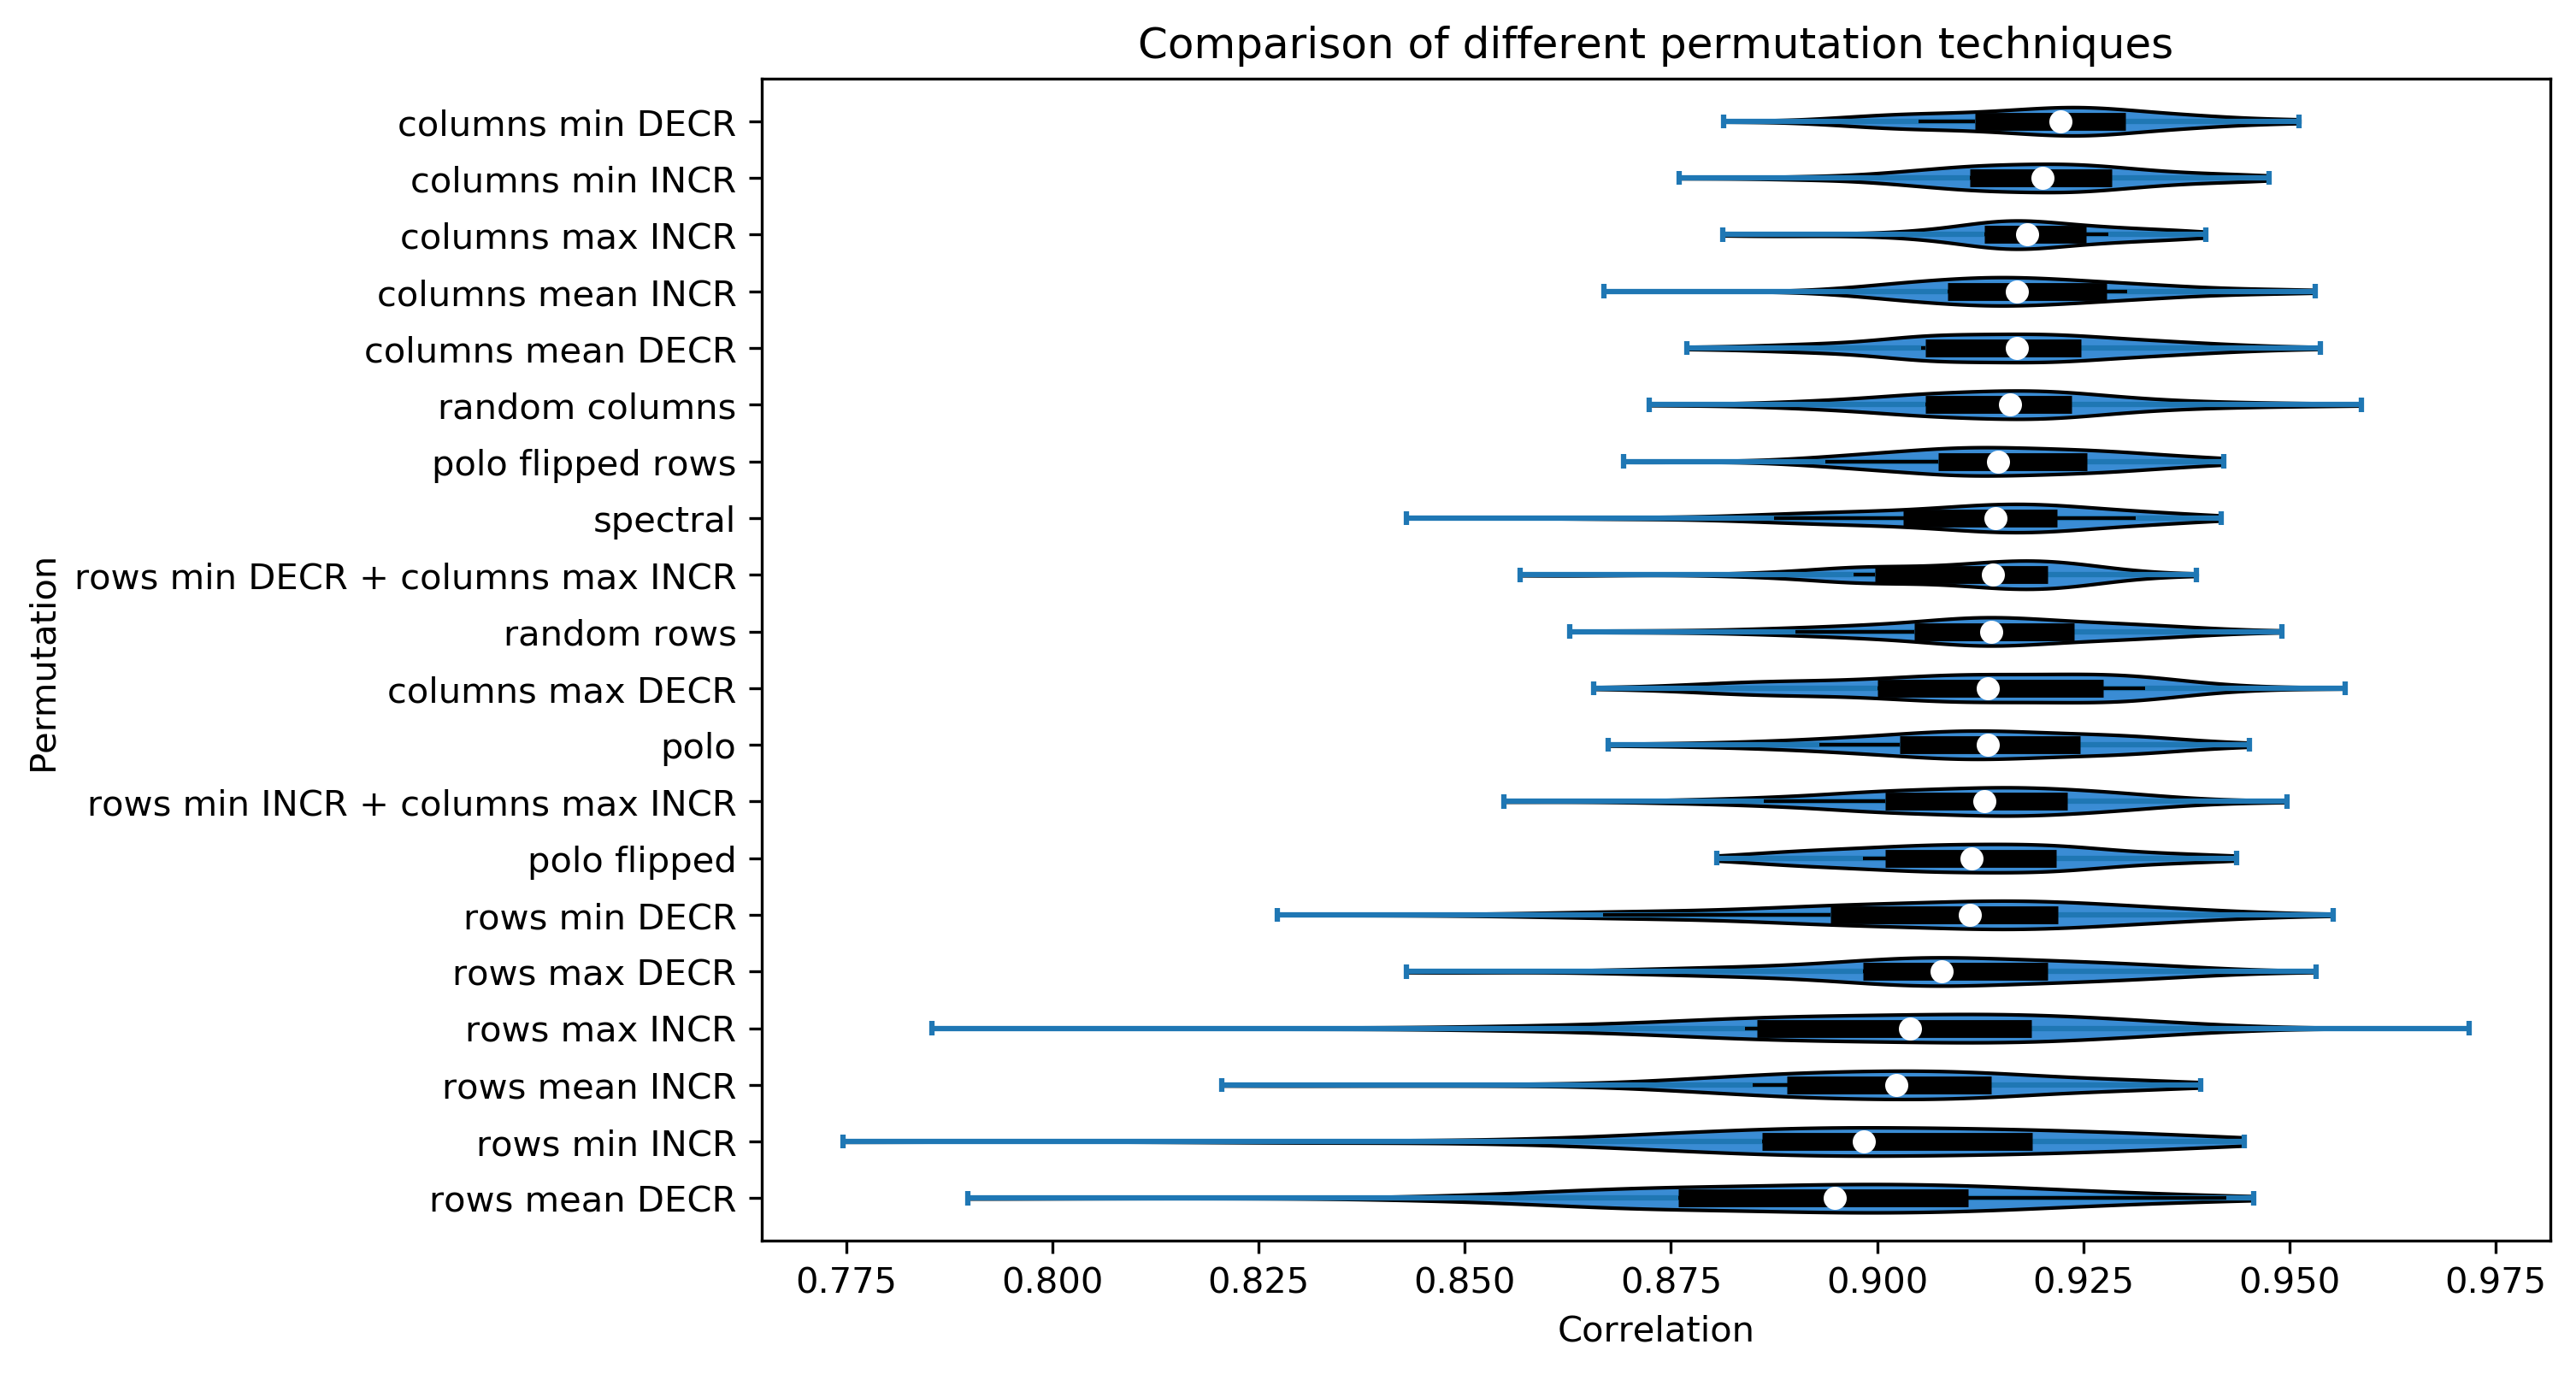 Comparison of different permutation techniques
columns min DECR
columns min INCR
columns max INCR
columns mean INCR
columns mean DECR
random columns
polo flipped rows
spectral
rows min DECR + columns max INCR
random rows
columns max DECR
polo
rows min INCR + columns max INCR
polo flipped
rows min DECR
rows max DECR
rows max INCR
rows mean INCR
rows min INCR
rows mean DECR
Permutation
0.775 0.800 0.825 0.850 0.875 0.900 0.925 0.950 0.975
Correlation